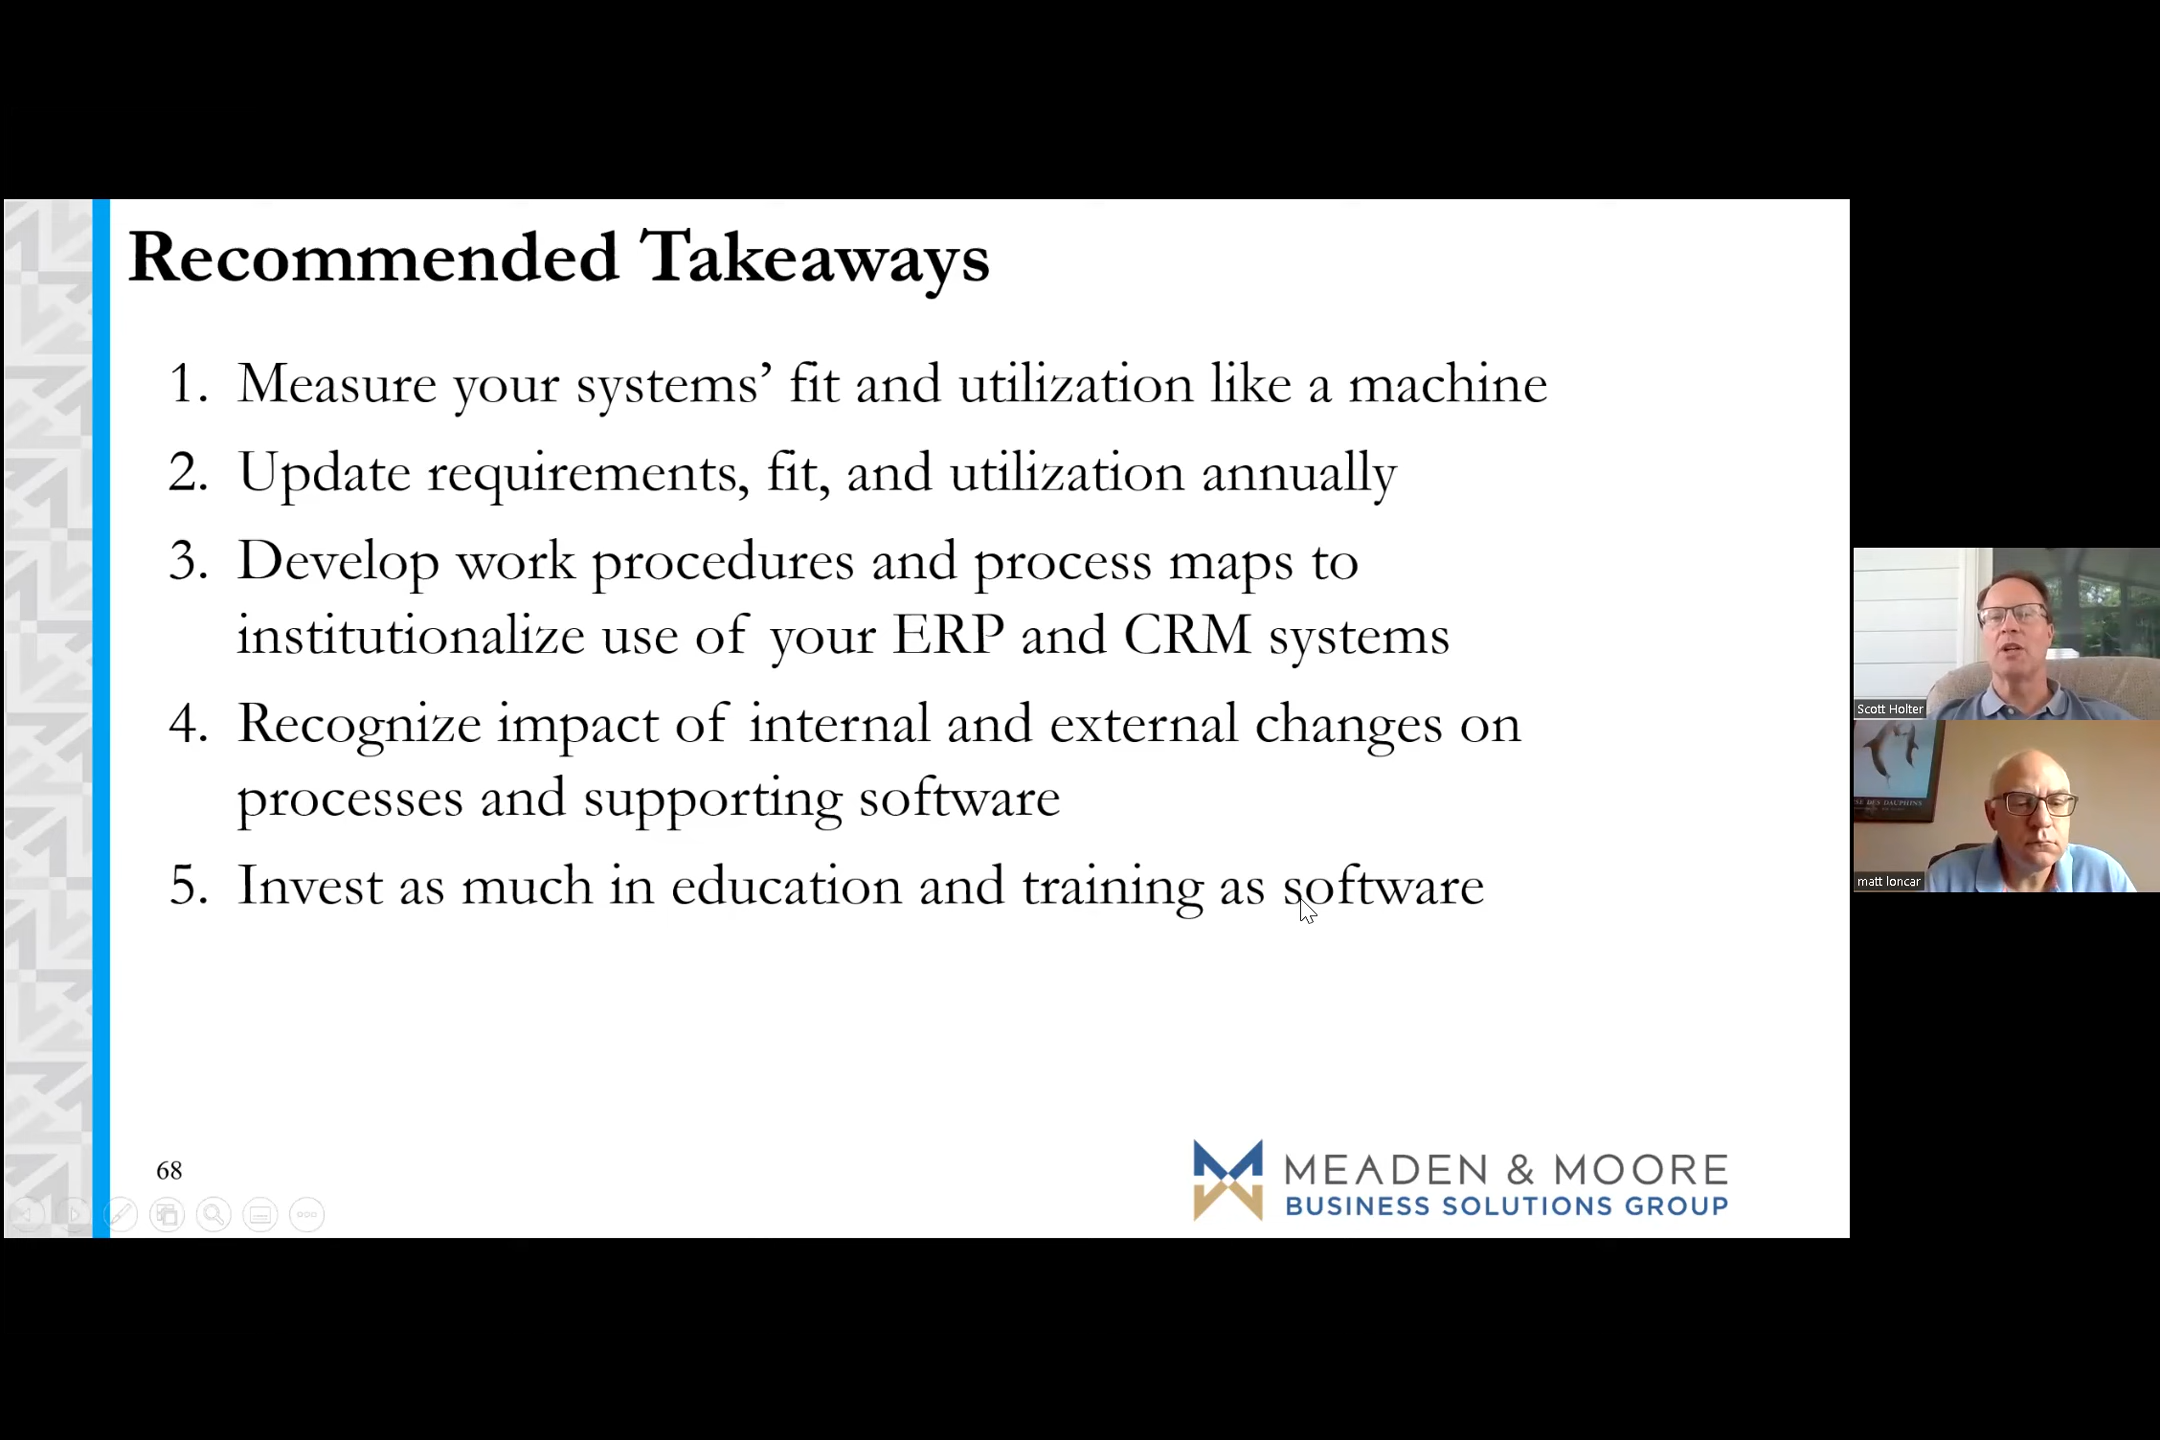 Recommended Takeaways
1. Measure your systems’ fit and utilization like a machine
2. Update requirements, fit, and utilization annually
3. Develop work procedures and process maps to
institutionalize use of your ERP and CRM systems
4. Recognize impact of internal and external changes on
processes and supporting software
5. Invest as much in education and training as software
68
MEADEN & MOORE
BUSINESS SOLUTIONS GROUP
Scott Holter
SE DES DAUPHINS
matt loncar